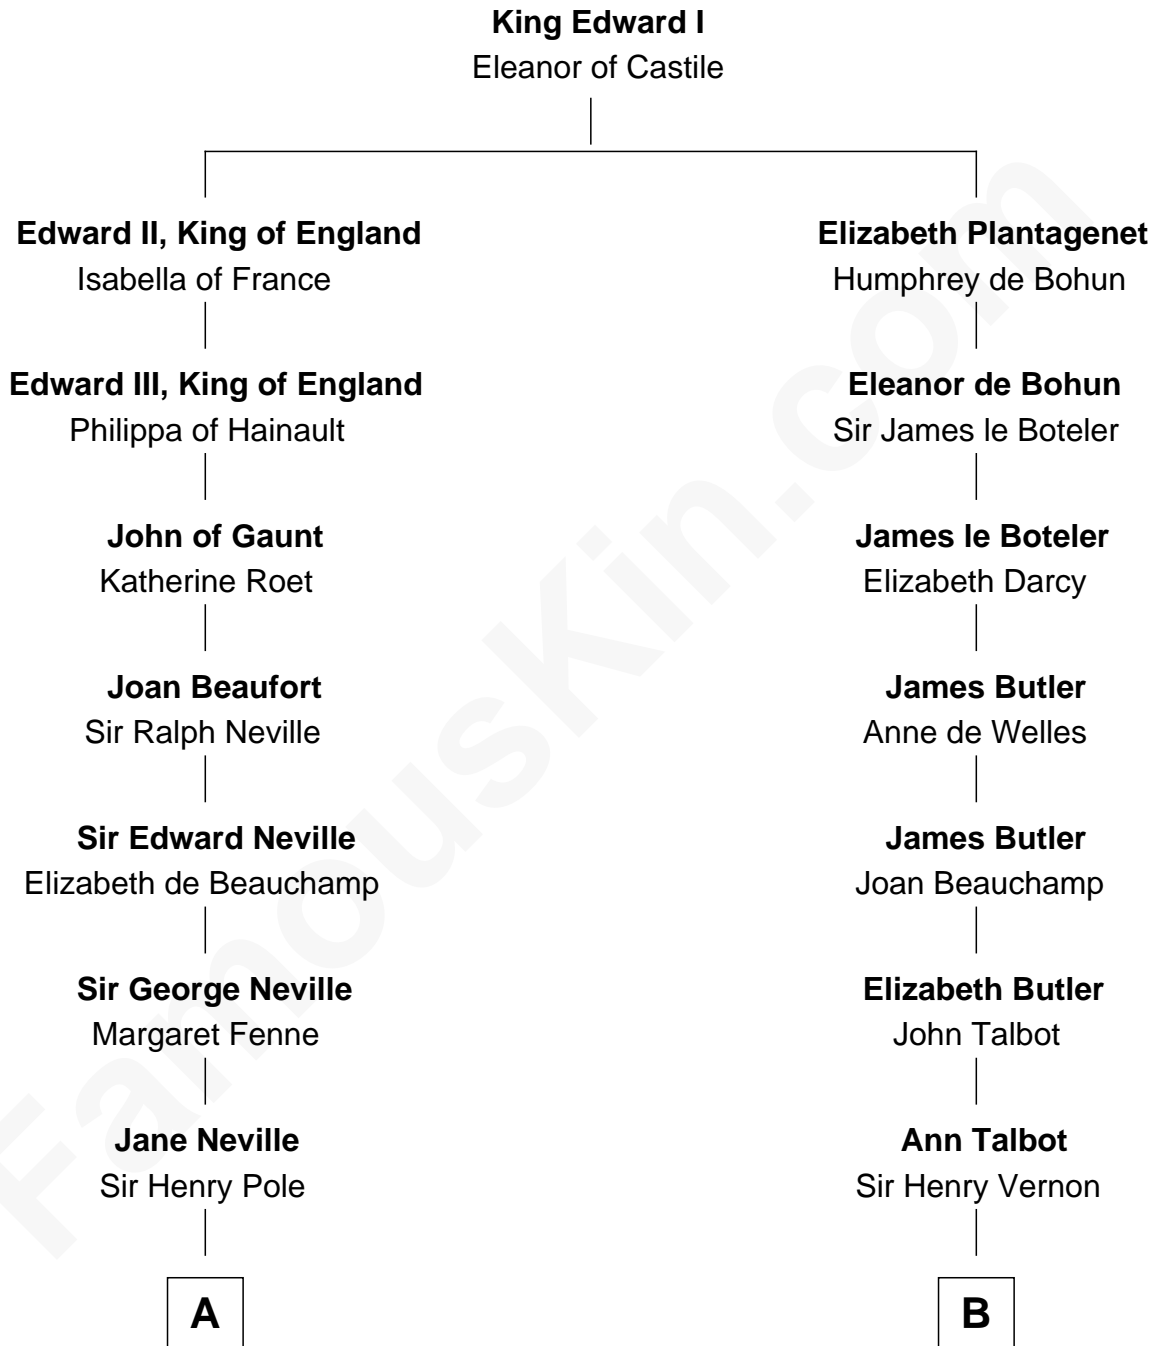 King Edward I
Eleanor of Castile
Edward II, King of England
Isabella of France
Elizabeth Plantagenet
Humphrey de Bohun
Edward III, King of England
Philippa of Hainault
Eleanor de Bohun
Sir James le Boteler
John of Gaunt
Katherine Roet
James le Boteler
Elizabeth Darcy
Joan Beaufort
Sir Ralph Neville
James Butler
Anne de Welles
Sir Edward Neville
Elizabeth de Beauchamp
James Butler
Joan Beauchamp
Sir George Neville
Margaret Fenne
Elizabeth Butler
John Talbot
Jane Neville
Sir Henry Pole
Ann Talbot
Sir Henry Vernon
A
B
FamousKin.com